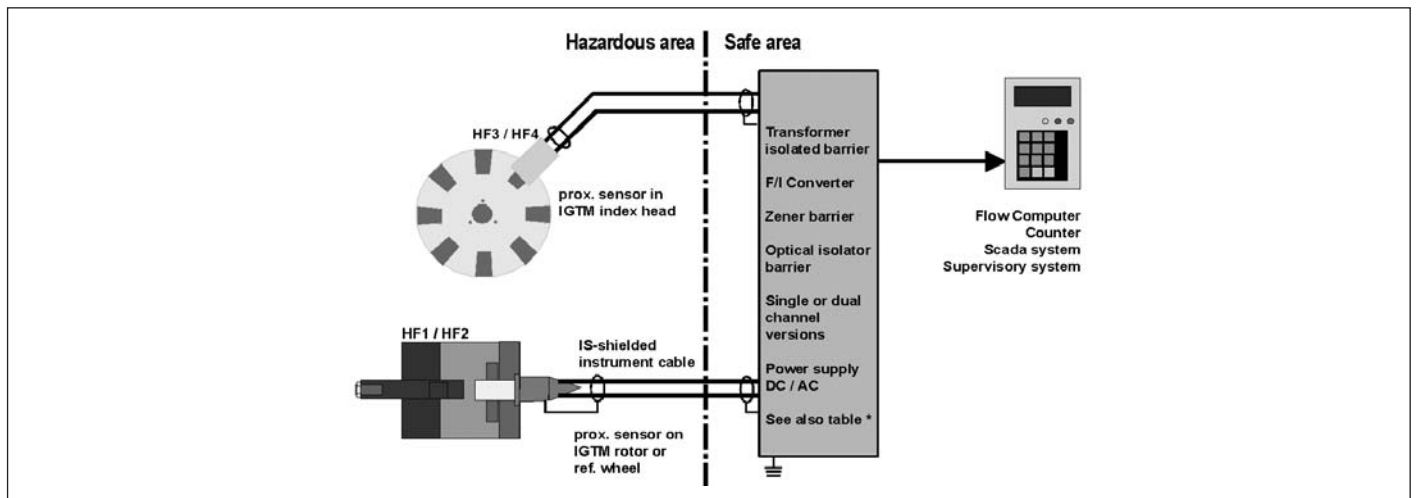 Hazardous area
Safe area
HF3 / HF4
prox. sensor in
IGTM index head
HF1 / HF2
IS-shielded
instrument cable
prox. sensor on
IGTM rotor or
ref. wheel
Transformer
isolated barrier
F/I Converter
Zener barrier
Optical isolator
barrier
Single or dual
channel
versions
Power supply
DC / AC
See also table *
Flow Computer
Counter
Scada system
Supervisory system